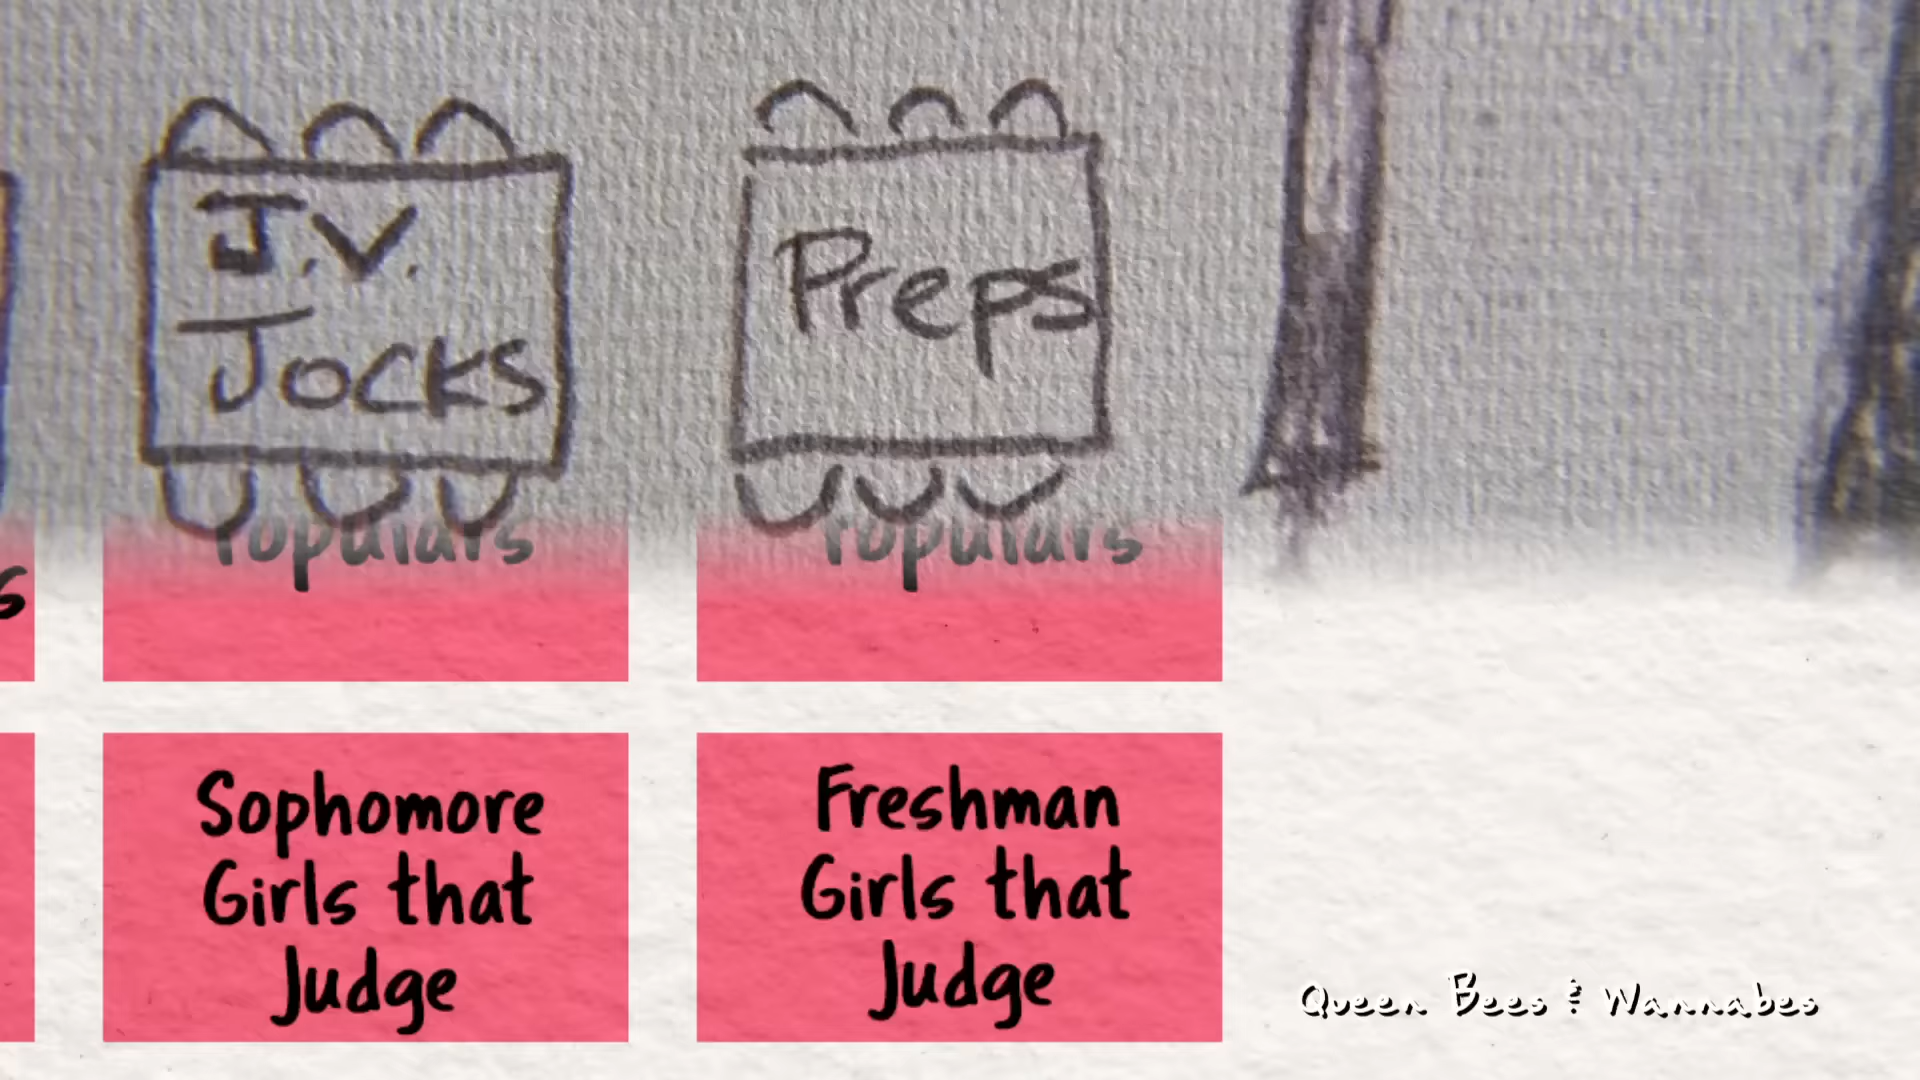 J.V.
Jocks
Preps
Populars
Populars
s
Sophomore
Girls that
Judge
Freshman
Girls that
Judge
Queen Bees & Wannabes